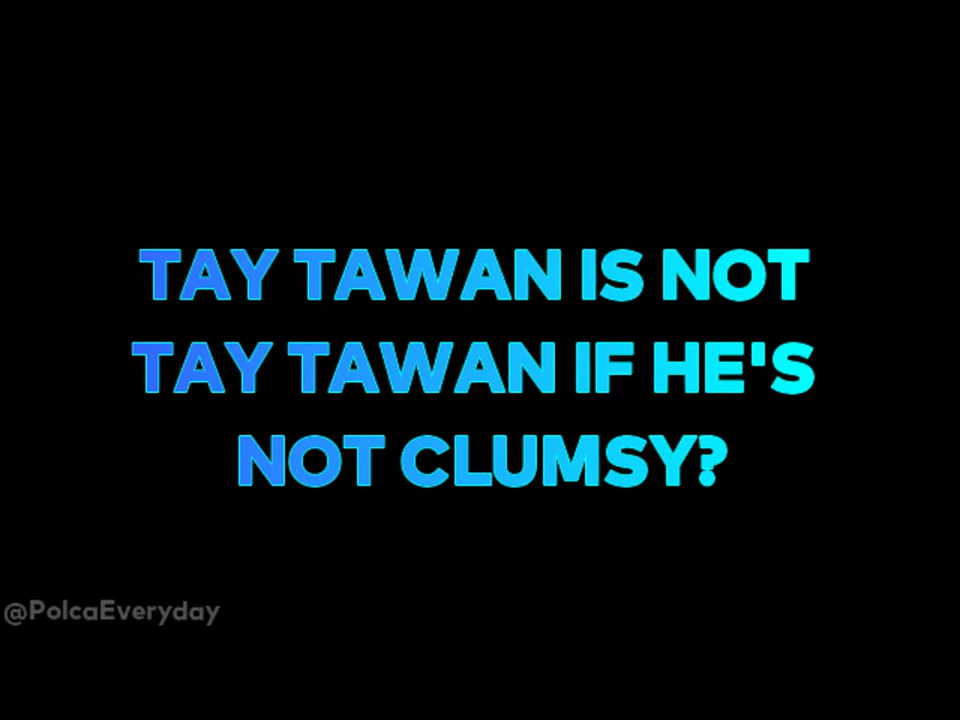 TAY TAWAN IS NOT
TAY TAWAN IF HE'S
NOT CLUMSY?
@PolcaEveryday